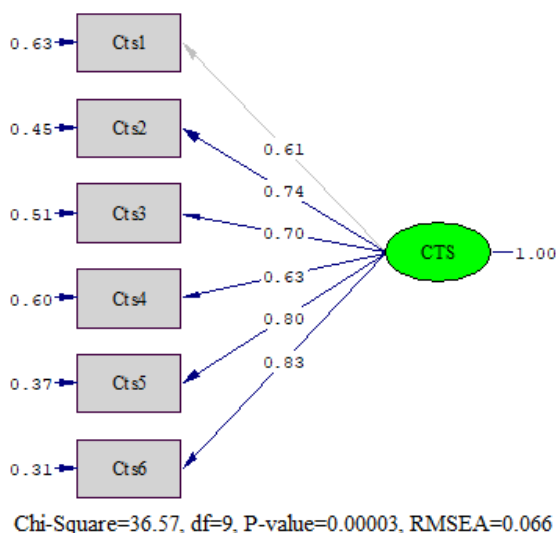 0.63 Cts1
0.61
0.45 Cts2
0.74
0.51 Cts3
0.70
CTS 1.00
0.60 Cts4
0.63
0.80
0.37 Cts5
0.83
0.31 Cts6
Chi-Square=36.57, df=9, P-value=0.00003, RMSEA=0.066